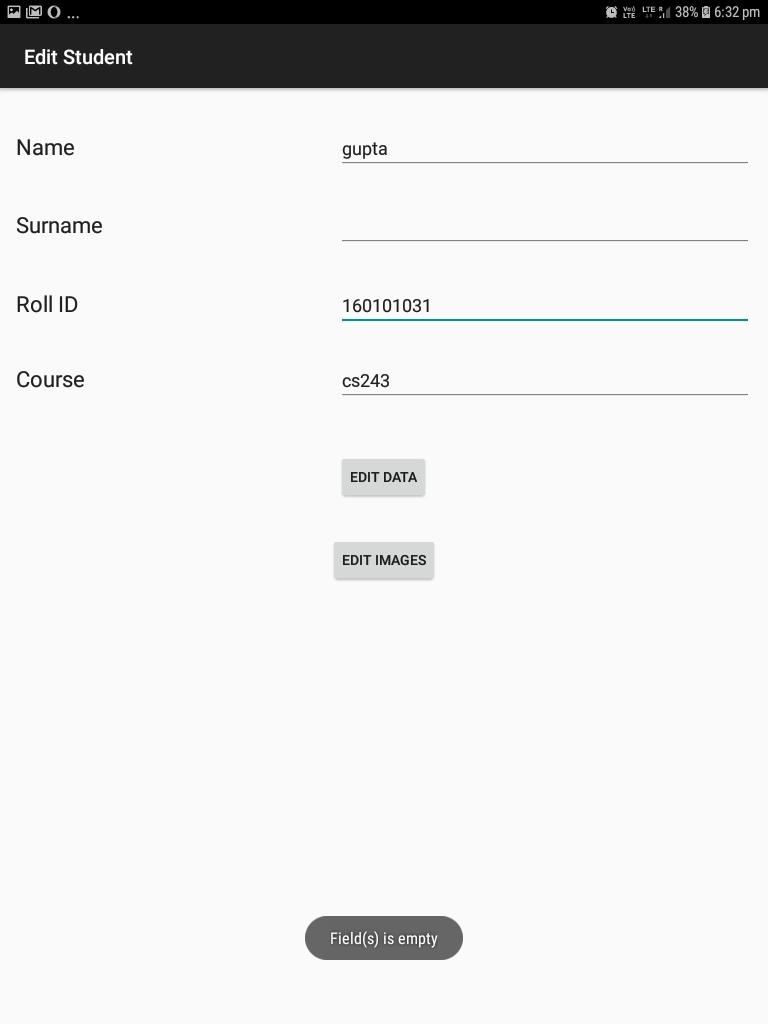 ... 38% 6:32 pm
Edit Student
Name gupta
Surname
Roll ID 160101031
Course cs243
EDIT DATA
EDIT IMAGES
Field(s) is empty